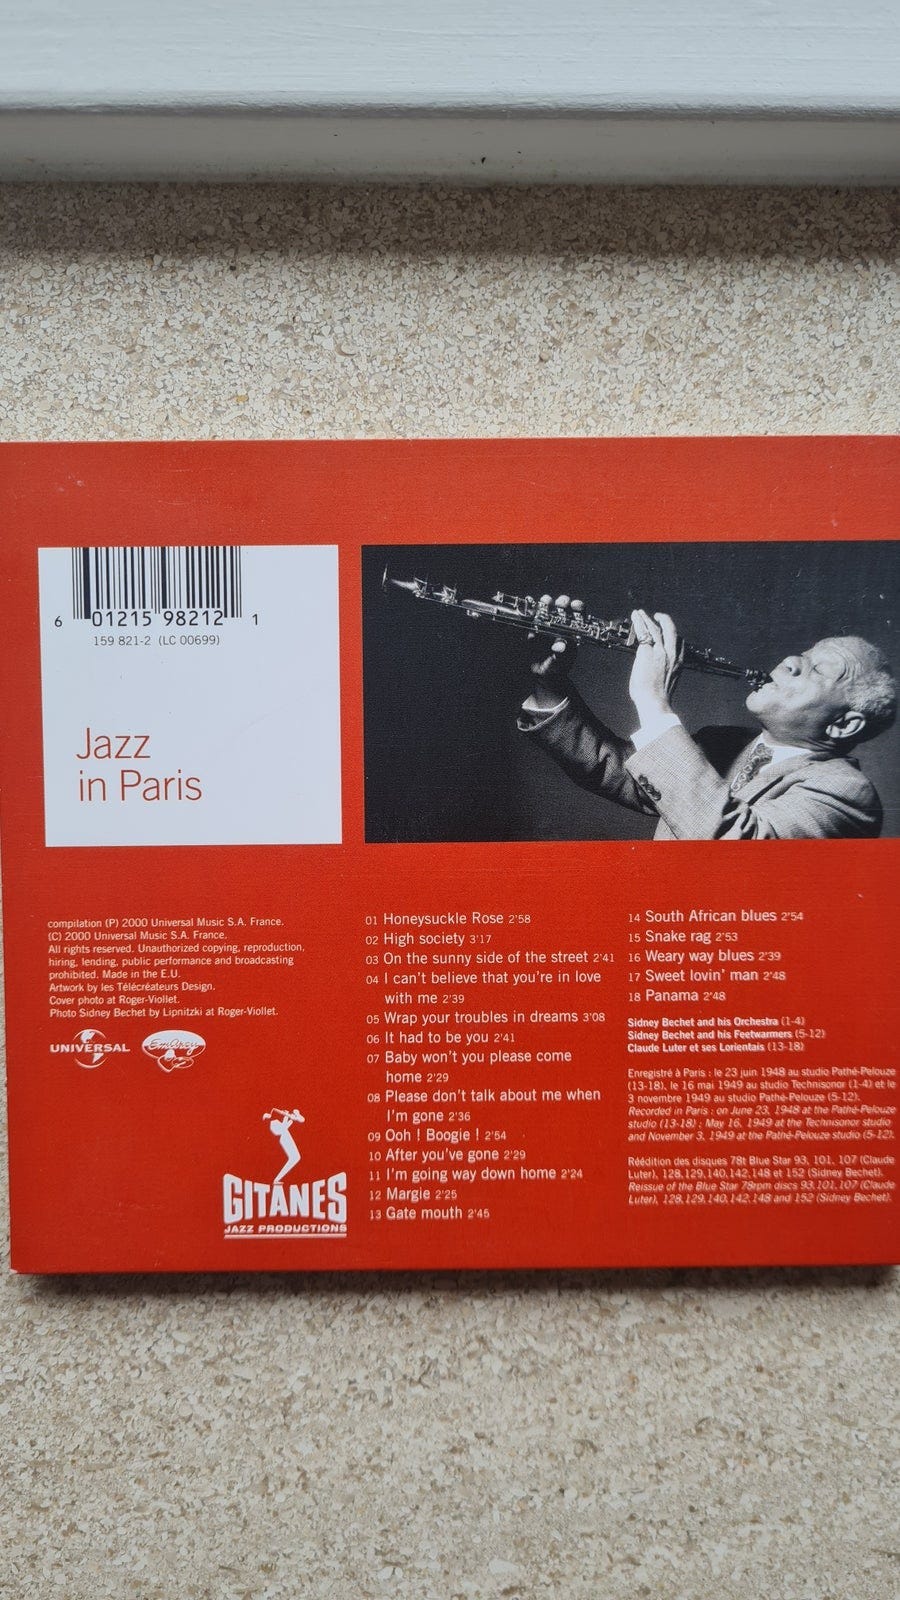 6 01215 98212 1
159 821-2 (LC 00699)
Jazz
in Paris
compilation (P) 2000 Universal Music S.A. France.
(C) 2000 Universal Music S.A. France.
All rights reserved. Unauthorized copying, reproduction,
hiring, lending, public performance and broadcasting
prohibited. Made in the E.U.
Artwork by les Télécréateurs Design.
Cover photo at Roger-Viollet.
Photo Sidney Bechet by Lipnitzki at Roger-Viollet.
UNIVERSAL
EmArcy
GITANES
JAZZ PRODUCTIONS
01 Honeysuckle Rose 2'58
02 High society 3'17
03 On the sunny side of the street 2'41
04 I can't believe that you're in love
with me 2'39
05 Wrap your troubles in dreams 3'08
06 It had to be you 2'41
07 Baby won't you please come
home 2'29
08 Please don't talk about me when
I'm gone 2'36
09 Ooh ! Boogie ! 2'54
10 After you've gone 2'29
11 I'm going way down home 2'24
12 Margie 2'25
13 Gate mouth 2'45
14 South African blues 2'54
15 Snake rag 2'53
16 Weary way blues 2'39
17 Sweet lovin' man 2'48
18 Panama 2'48
Sidney Bechet and his Orchestra (1-4)
Sidney Bechet and his Feetwarmers (5-12)
Claude Luter et ses Lorientais (13-18)
Enregistré à Paris : le 23 juin 1948 au studio Pathé-Pelouze
(13-18), le 16 mai 1949 au studio Technisonor (1-4) et le
3 novembre 1949 au studio Pathé-Pelouze (5-12).
Recorded in Paris : on June 23, 1948 at the Pathé-Pelouze
studio (13-18) ; May 16, 1949 at the Technisonor studio
and November 3, 1949 at the Pathé-Pelouze studio (5-12).
Réédition des disques 78t Blue Star 93, 101, 107 (Claude
Luter), 128,129,140,142,148 et 152 (Sidney Bechet).
Reissue of the Blue Star 78rpm discs 93,101,107 (Claude
Luter), 128,129,140,142,148 and 152 (Sidney Bechet).